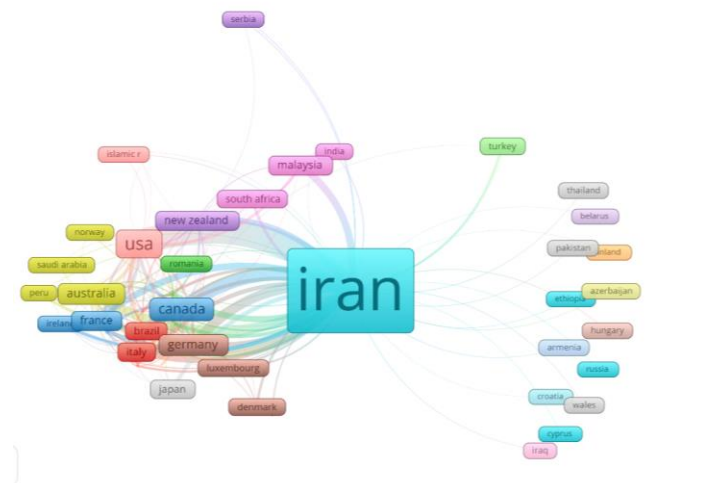 serbia
turkey
islamic r
india
malaysia
thailand
south africa
belarus
new zealand
norway
usa
pakistan
inland
saudi arabia
romania
iran
peru
australia
azerbaijan
ethiopia
canada
ireland
france
brazil
hungary
germany
armenia
italy
luxembourg
russia
japan
croatia
wales
denmark
cyprus
iraq